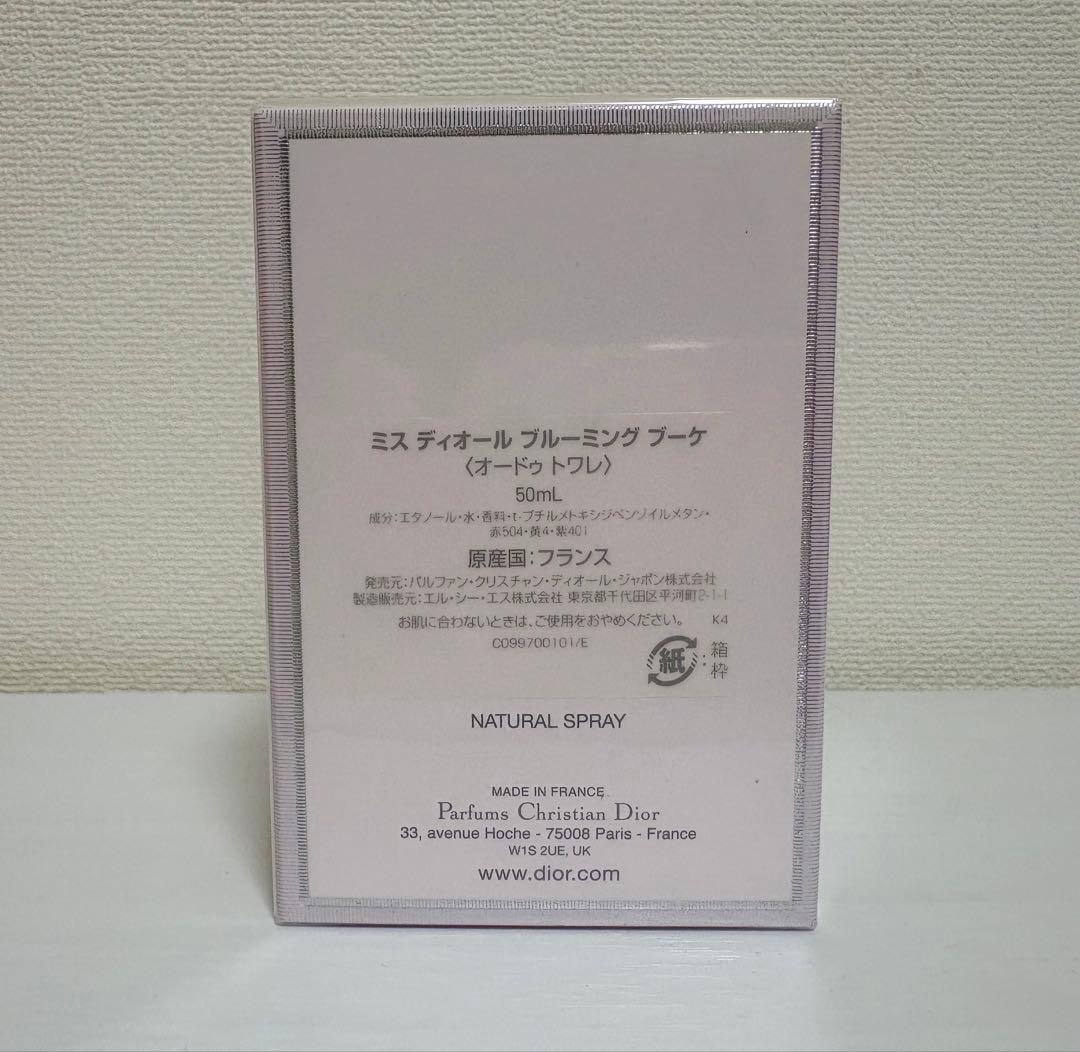 ミス ディオール ブルーミング ブーケ
〈オードゥ トワレ〉
50mL
成分:エタノール・水・香料・t-ブチルメトキシジベンゾイルメタン・
赤504・黄4・紫401
原産国:フランス
発売元:パルファン・クリスチャン・ディオール・ジャポン株式会社
製造販売元:エル・シー・エス株式会社 東京都千代田区平河町2-1-1
お肌に合わないときは、ご使用をおやめください。 K4
C099700101/E
紙:箱
枠
NATURAL SPRAY
MADE IN FRANCE
Parfums Christian Dior
33, avenue Hoche - 75008 Paris - France
W1S 2UE, UK
www.dior.com